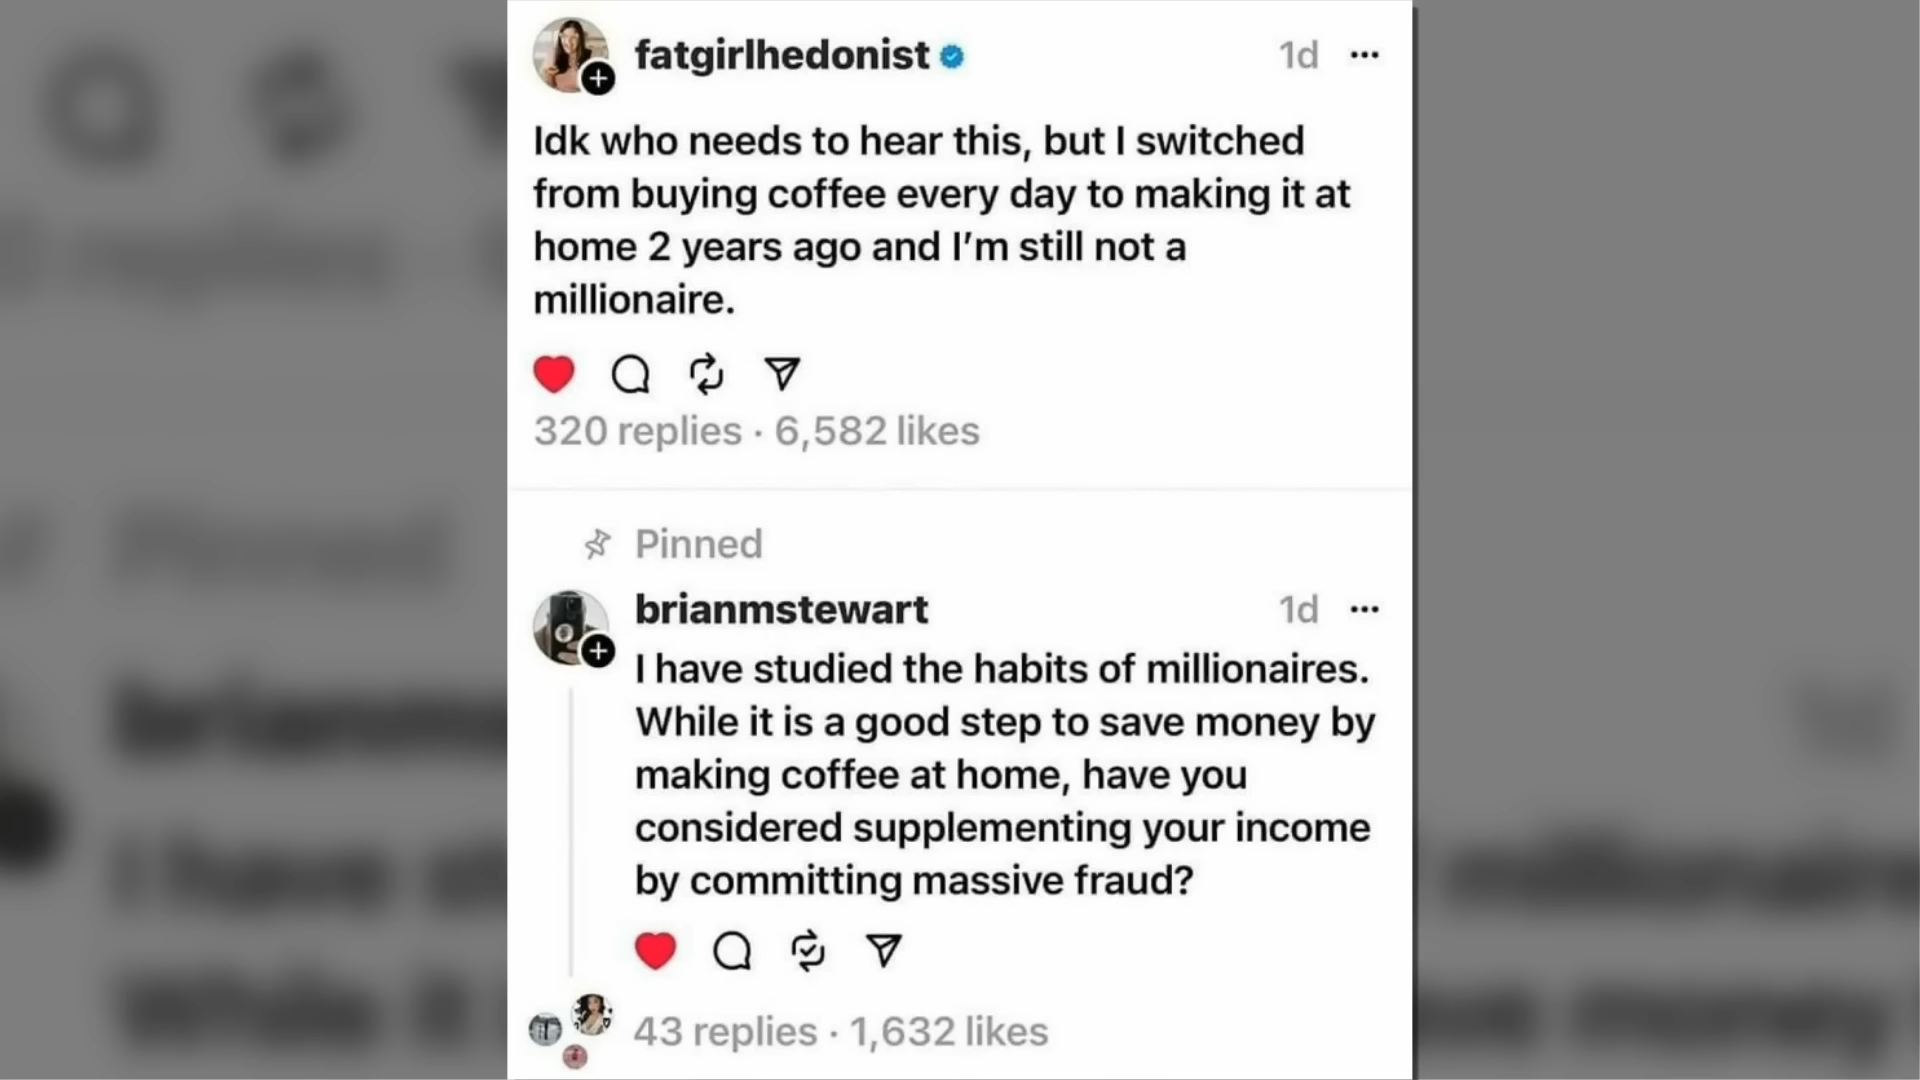 fatgirlhedonist
1d
Idk who needs to hear this, but I switched
from buying coffee every day to making it at
home 2 years ago and I'm still not a
millionaire.
320 replies · 6,582 likes
Pinned
brianmstewart
1d
I have studied the habits of millionaires.
While it is a good step to save money by
making coffee at home, have you
considered supplementing your income
by committing massive fraud?
43 replies · 1,632 likes